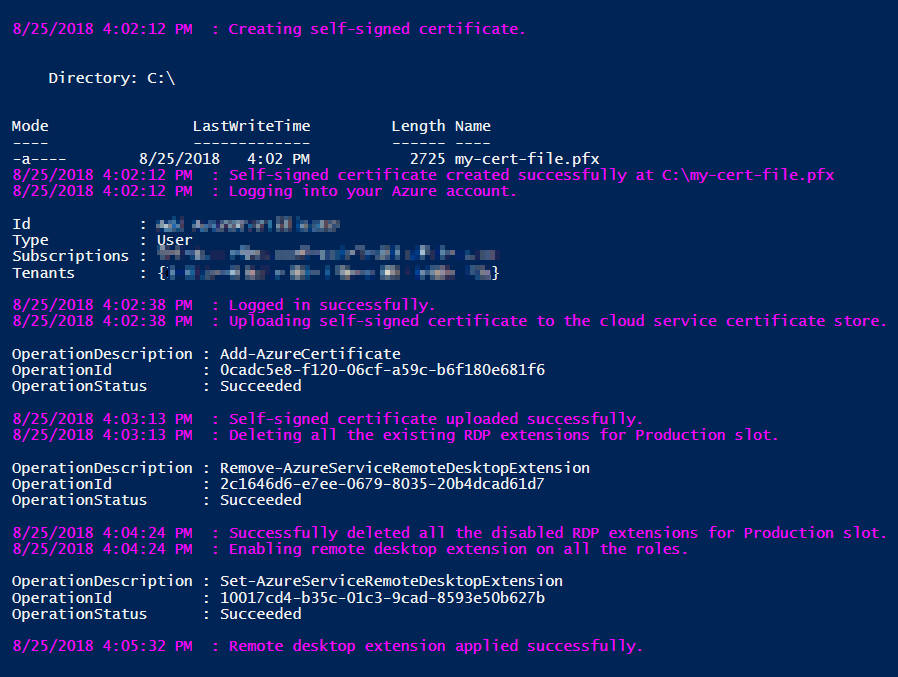 8/25/2018 4:02:12 PM : Creating self-signed certificate.
Directory: C:\
Mode LastWriteTime Length Name
---- ------------- ------ ----
-a---- 8/25/2018 4:02 PM 2725 my-cert-file.pfx
8/25/2018 4:02:12 PM : Self-signed certificate created successfully at C:\my-cert-file.pfx
8/25/2018 4:02:12 PM : Logging into your Azure account.
Id :
Type : User
Subscriptions :
Tenants : {}
8/25/2018 4:02:38 PM : Logged in successfully.
8/25/2018 4:02:38 PM : Uploading self-signed certificate to the cloud service certificate store.
OperationDescription : Add-AzureCertificate
OperationId : 0cadc5e8-f120-06cf-a59c-b6f180e681f6
OperationStatus : Succeeded
8/25/2018 4:03:13 PM : Self-signed certificate uploaded successfully.
8/25/2018 4:03:13 PM : Deleting all the existing RDP extensions for Production slot.
OperationDescription : Remove-AzureServiceRemoteDesktopExtension
OperationId : 2c1646d6-e7ee-0679-8035-20b4dcad61d7
OperationStatus : Succeeded
8/25/2018 4:04:24 PM : Successfully deleted all the disabled RDP extensions for Production slot.
8/25/2018 4:04:24 PM : Enabling remote desktop extension on all the roles.
OperationDescription : Set-AzureServiceRemoteDesktopExtension
OperationId : 10017cd4-b35c-01c3-9cad-8593e50b627b
OperationStatus : Succeeded
8/25/2018 4:05:32 PM : Remote desktop extension applied successfully.